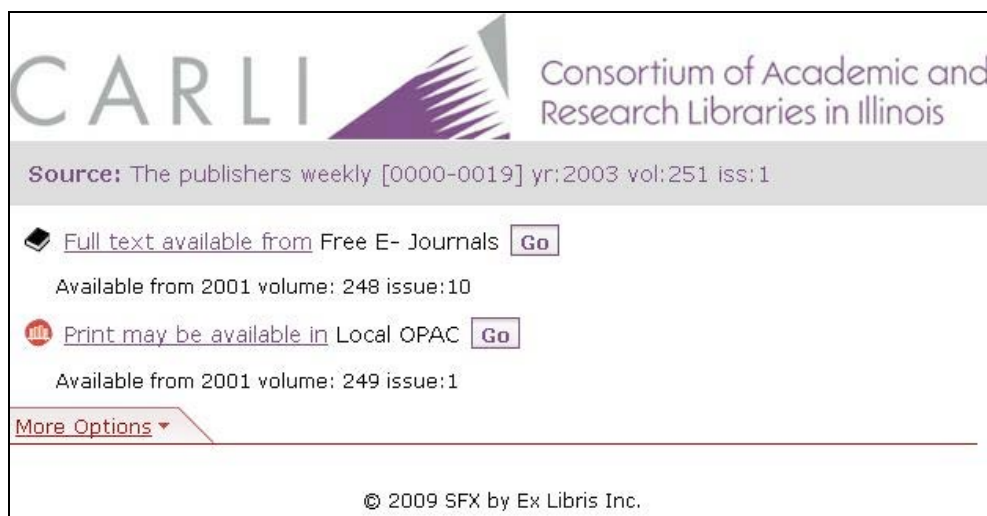 CARLI
Consortium of Academic and
Research Libraries in Illinois
Source: The publishers weekly [0000-0019] yr:2003 vol:251 iss:1
Full text available from Free E- Journals Go
Available from 2001 volume: 248 issue:10
Print may be available in Local OPAC Go
Available from 2001 volume: 249 issue:1
More Options
© 2009 SFX by Ex Libris Inc.